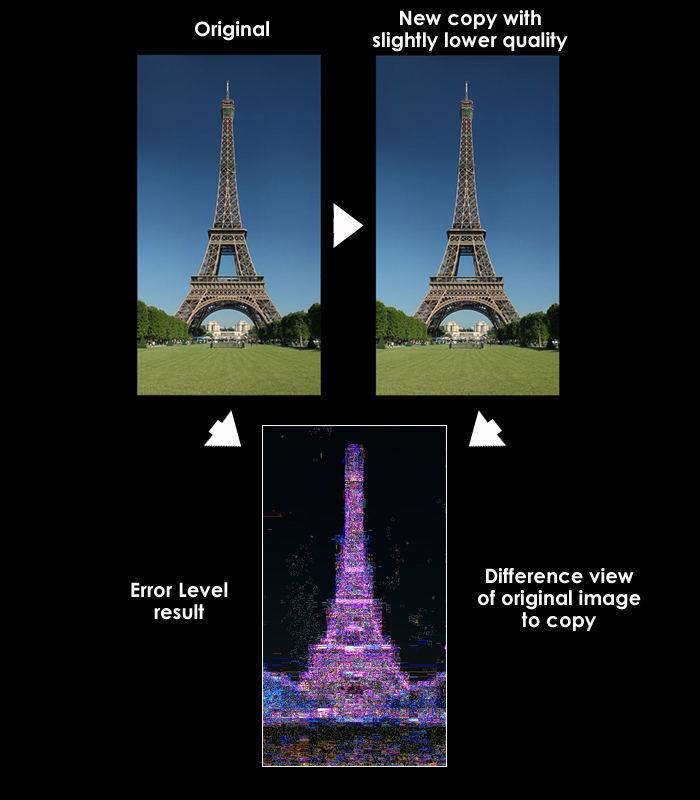 Original
New copy with
slightly lower quality
Error Level
result
Difference view
of original image
to copy